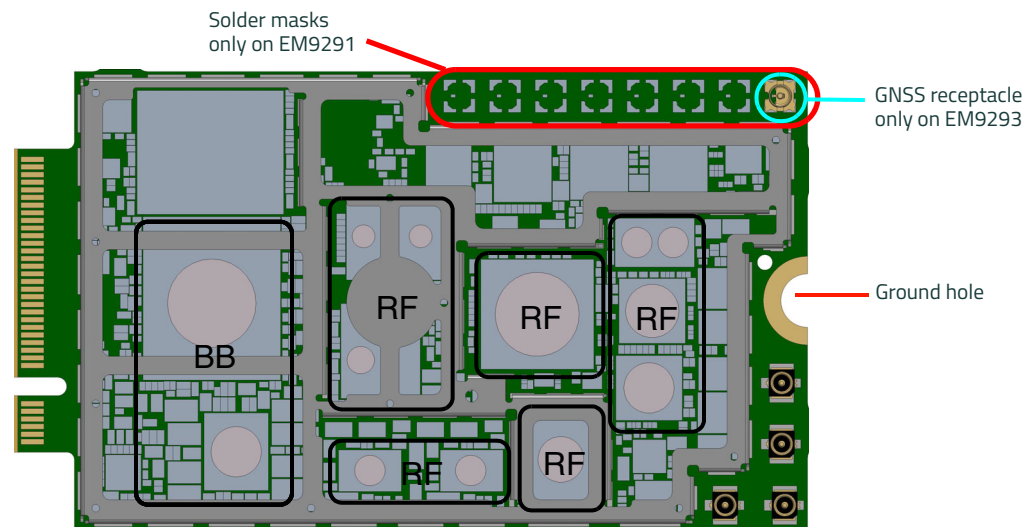 Solder masks
only on EM9291
GNSS receptacle
only on EM9293
Ground hole
RF
RF
RF
BB
RF
RF